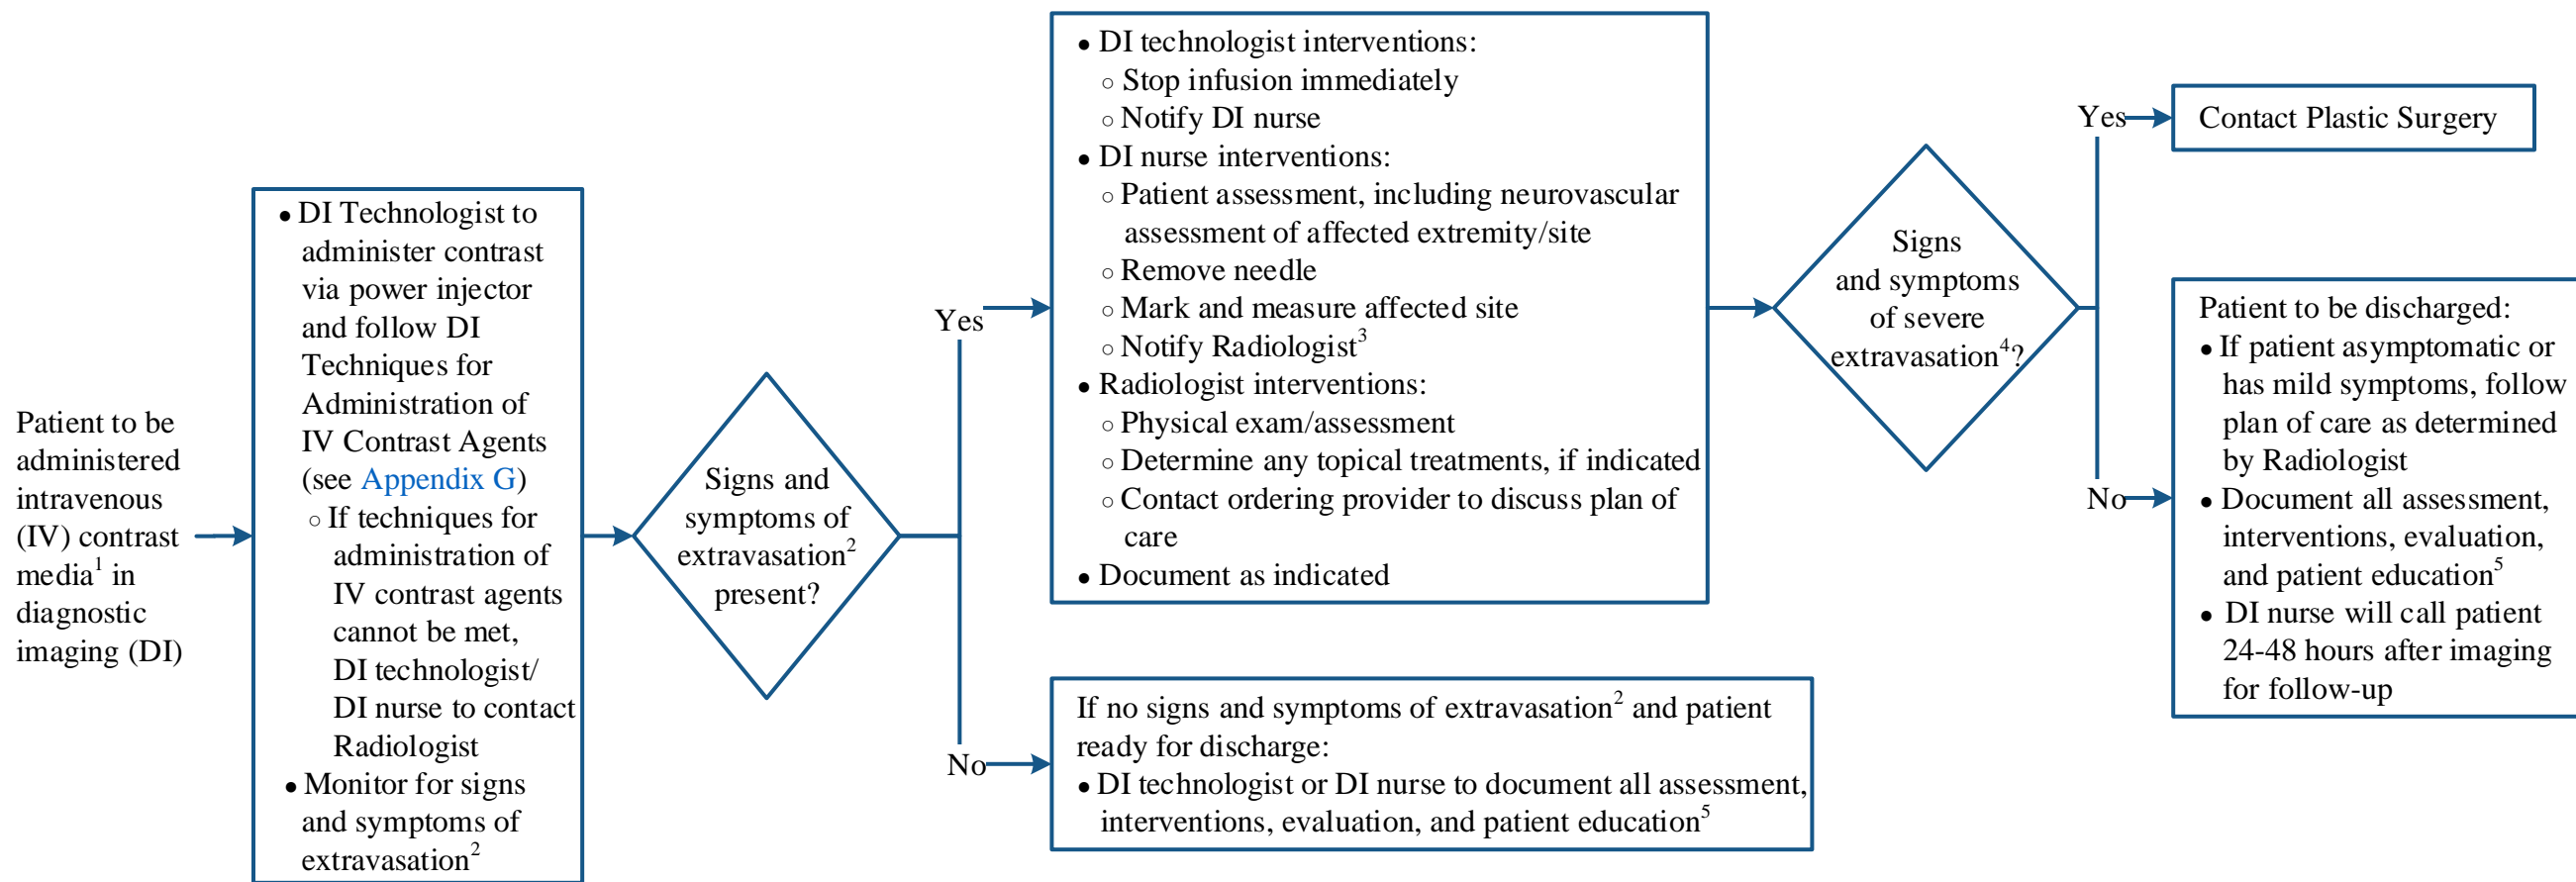 Patient to be
administered
intravenous
(IV) contrast
media1 in
diagnostic
imaging (DI)
● DI Technologist to
administer contrast
via power injector
and follow DI
Techniques for
Administration of
IV Contrast Agents
(see Appendix G)
○ If techniques for
administration of
IV contrast agents
cannot be met,
DI technologist/
DI nurse to contact
Radiologist
● Monitor for signs
and symptoms of
extravasation2
Signs and
symptoms of
extravasation2
present?
Yes
● DI technologist interventions:
○ Stop infusion immediately
○ Notify DI nurse
● DI nurse interventions:
○ Patient assessment, including neurovascular
assessment of affected extremity/site
○ Remove needle
○ Mark and measure affected site
○ Notify Radiologist3
● Radiologist interventions:
○ Physical exam/assessment
○ Determine any topical treatments, if indicated
○ Contact ordering provider to discuss plan of
care
● Document as indicated
No
If no signs and symptoms of extravasation2 and patient
ready for discharge:
● DI technologist or DI nurse to document all assessment,
interventions, evaluation, and patient education5
Signs
and symptoms
of severe
extravasation4?
Yes
Contact Plastic Surgery
No
Patient to be discharged:
● If patient asymptomatic or
has mild symptoms, follow
plan of care as determined
by Radiologist
● Document all assessment,
interventions, evaluation,
and patient education5
● DI nurse will call patient
24-48 hours after imaging
for follow-up